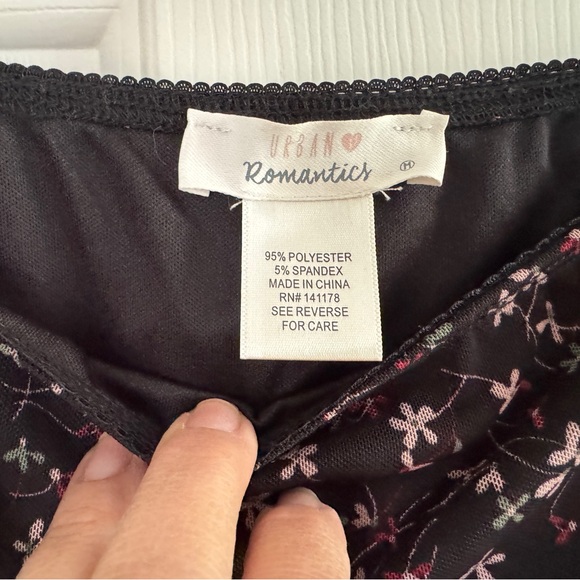 URBAN
Romantics M
95% POLYESTER
5% SPANDEX
MADE IN CHINA
RN# 141178
SEE REVERSE
FOR CARE